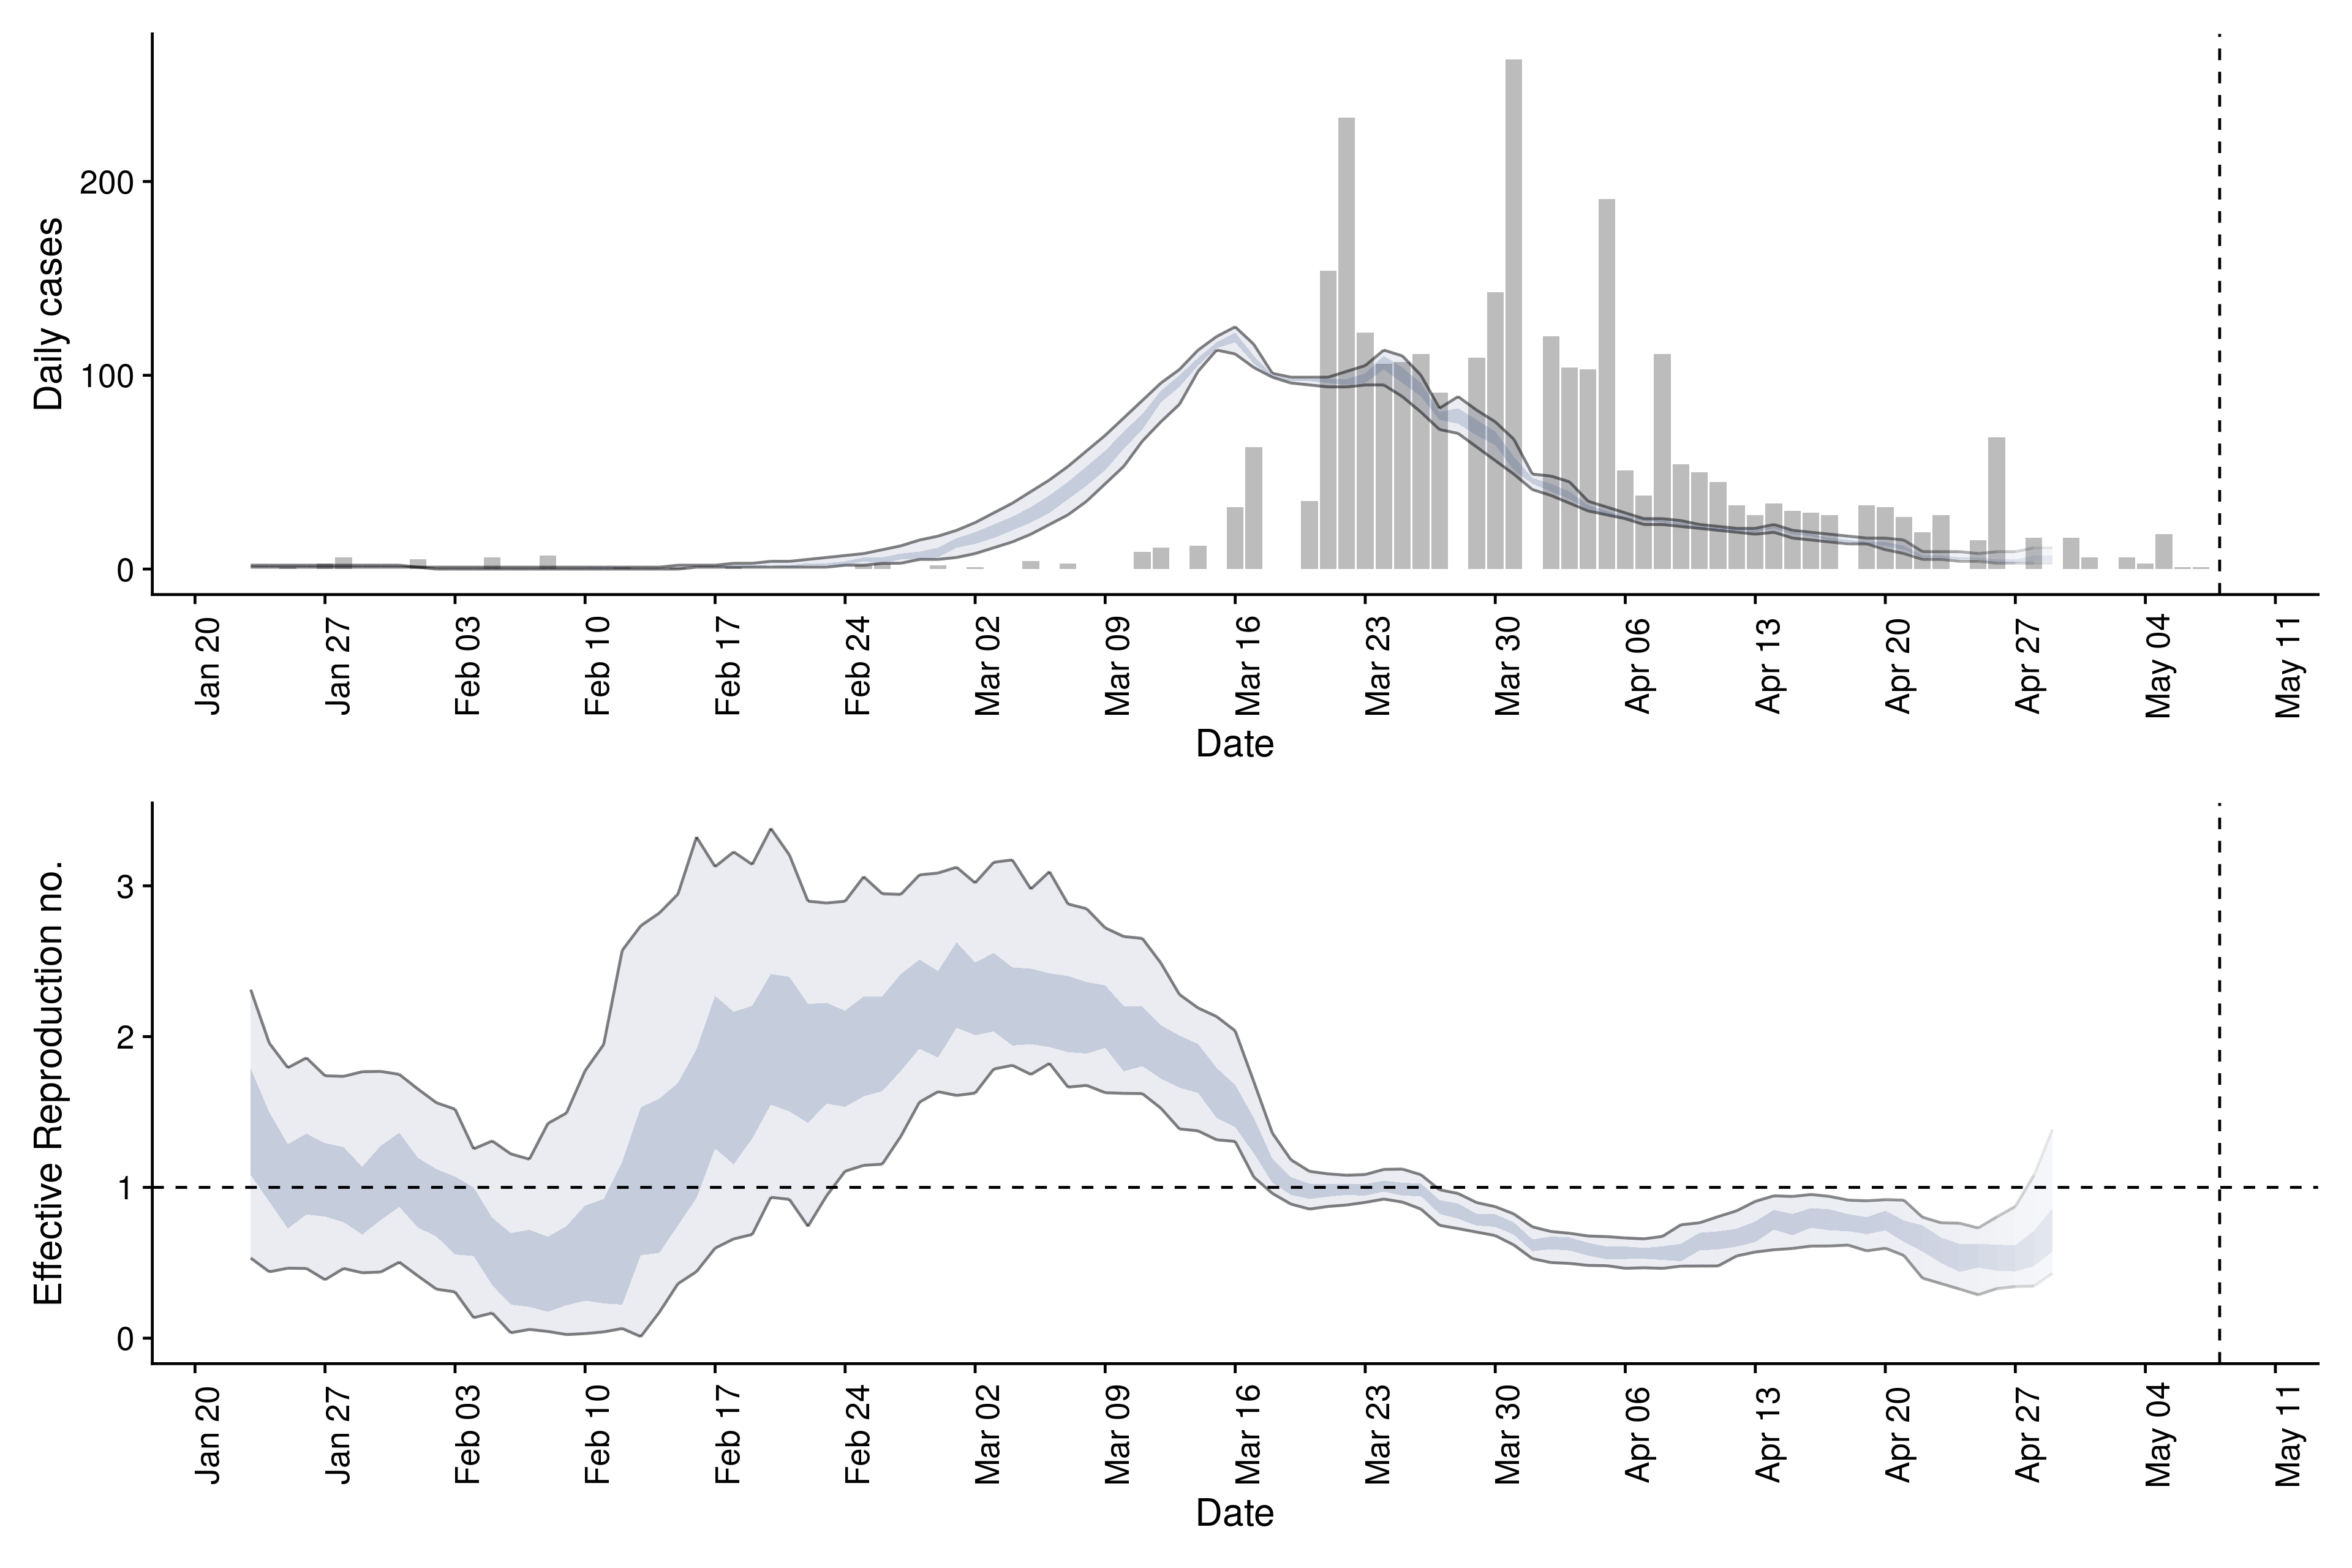 Daily cases
200
100
0
Jan 20
Jan 27
Feb 03
Feb 10
Feb 17
Feb 24
Mar 02
Mar 09
Mar 16
Mar 23
Mar 30
Apr 06
Apr 13
Apr 20
Apr 27
May 04
May 11
Date
Effective Reproduction no.
3
2
1
0
Jan 20
Jan 27
Feb 03
Feb 10
Feb 17
Feb 24
Mar 02
Mar 09
Mar 16
Mar 23
Mar 30
Apr 06
Apr 13
Apr 20
Apr 27
May 04
May 11
Date